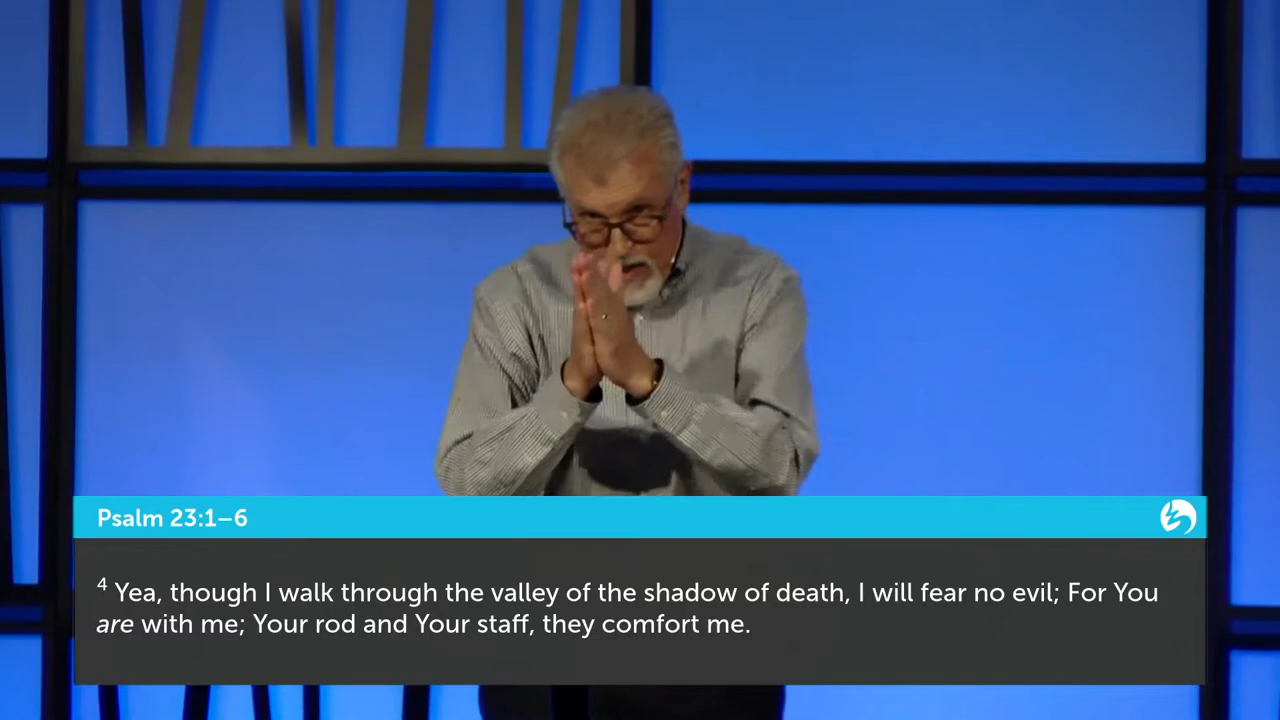 Psalm 23:1–6
4 Yea, though I walk through the valley of the shadow of death, I will fear no evil; For You
are with me; Your rod and Your staff, they comfort me.